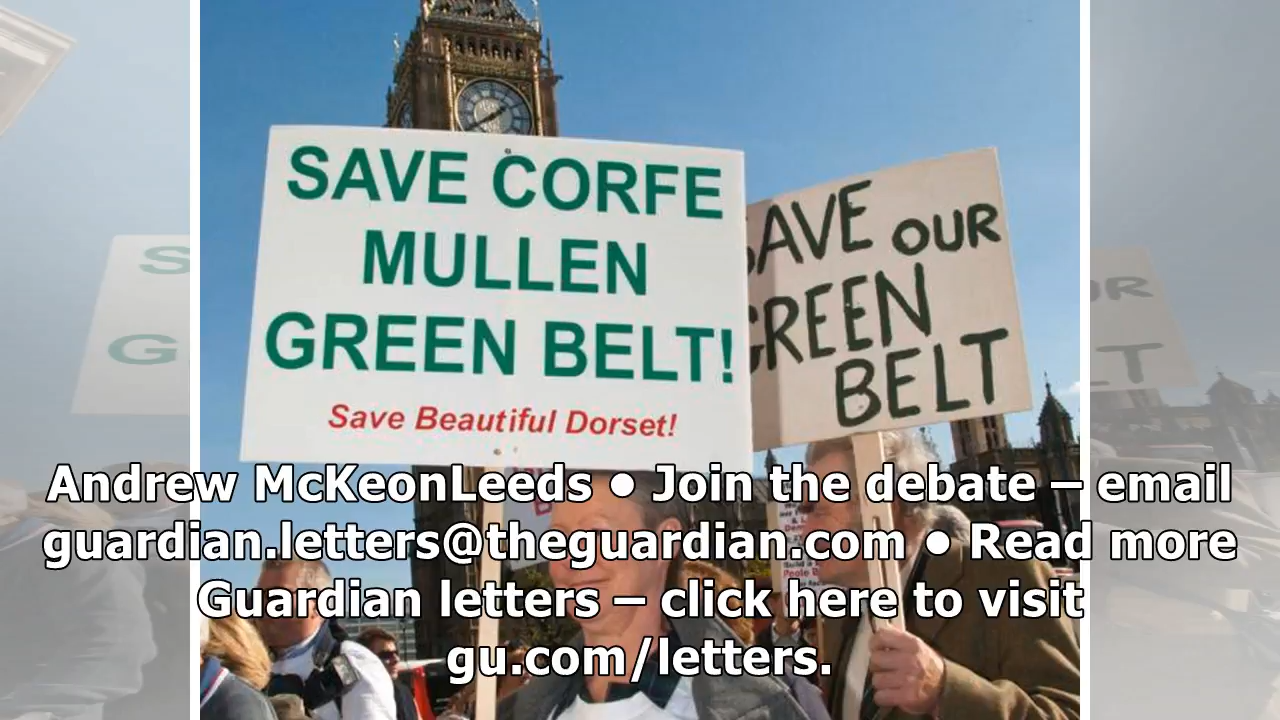 SAVE CORFE
MULLEN
GREEN BELT!
Save Beautiful Dorset!
SAVE OUR
GREEN
BELT
Andrew McKeonLeeds • Join the debate – email
guardian.letters@theguardian.com • Read more
Guardian letters – click here to visit
gu.com/letters.